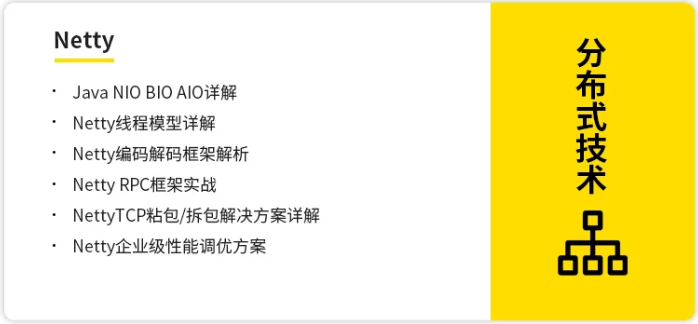 Netty
· Java NIO BIO AIO详解
· Netty线程模型详解
· Netty编码解码框架解析
· Netty RPC框架实战
· NettyTCP粘包/拆包解决方案详解
· Netty企业级性能调优方案
分布式技术